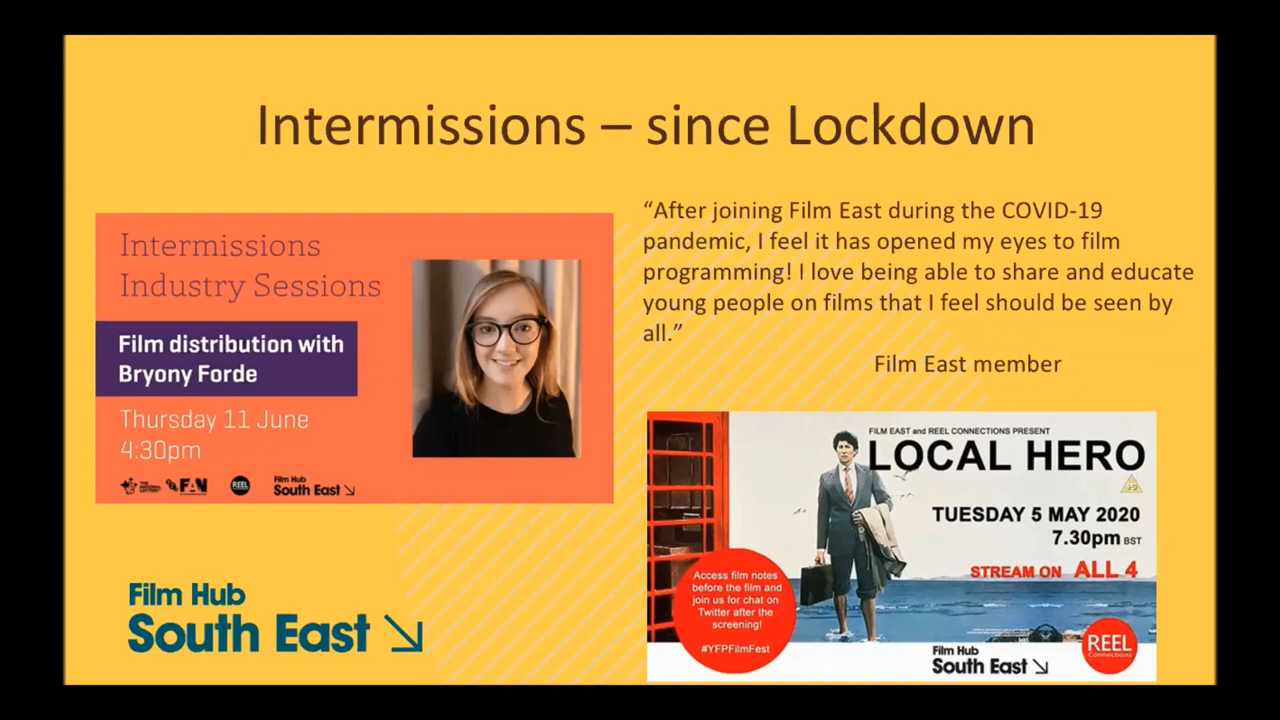 Intermissions – since Lockdown
Intermissions
Industry Sessions
Film distribution with
Bryony Forde
Thursday 11 June
4:30pm
FAN
REEL
Film Hub
South East
“After joining Film East during the COVID-19
pandemic, I feel it has opened my eyes to film
programming! I love being able to share and educate
young people on films that I feel should be seen by
all.”
Film East member
FILM EAST and REEL CONNECTIONS PRESENT
LOCAL HERO
PG
TUESDAY 5 MAY 2020
7.30pm BST
STREAM ON ALL 4
Access film notes
before the film and
join us for chat on
Twitter after the
screening!
#YFPFilmFest
Film Hub
South East
REEL
Connections
Film Hub
South East